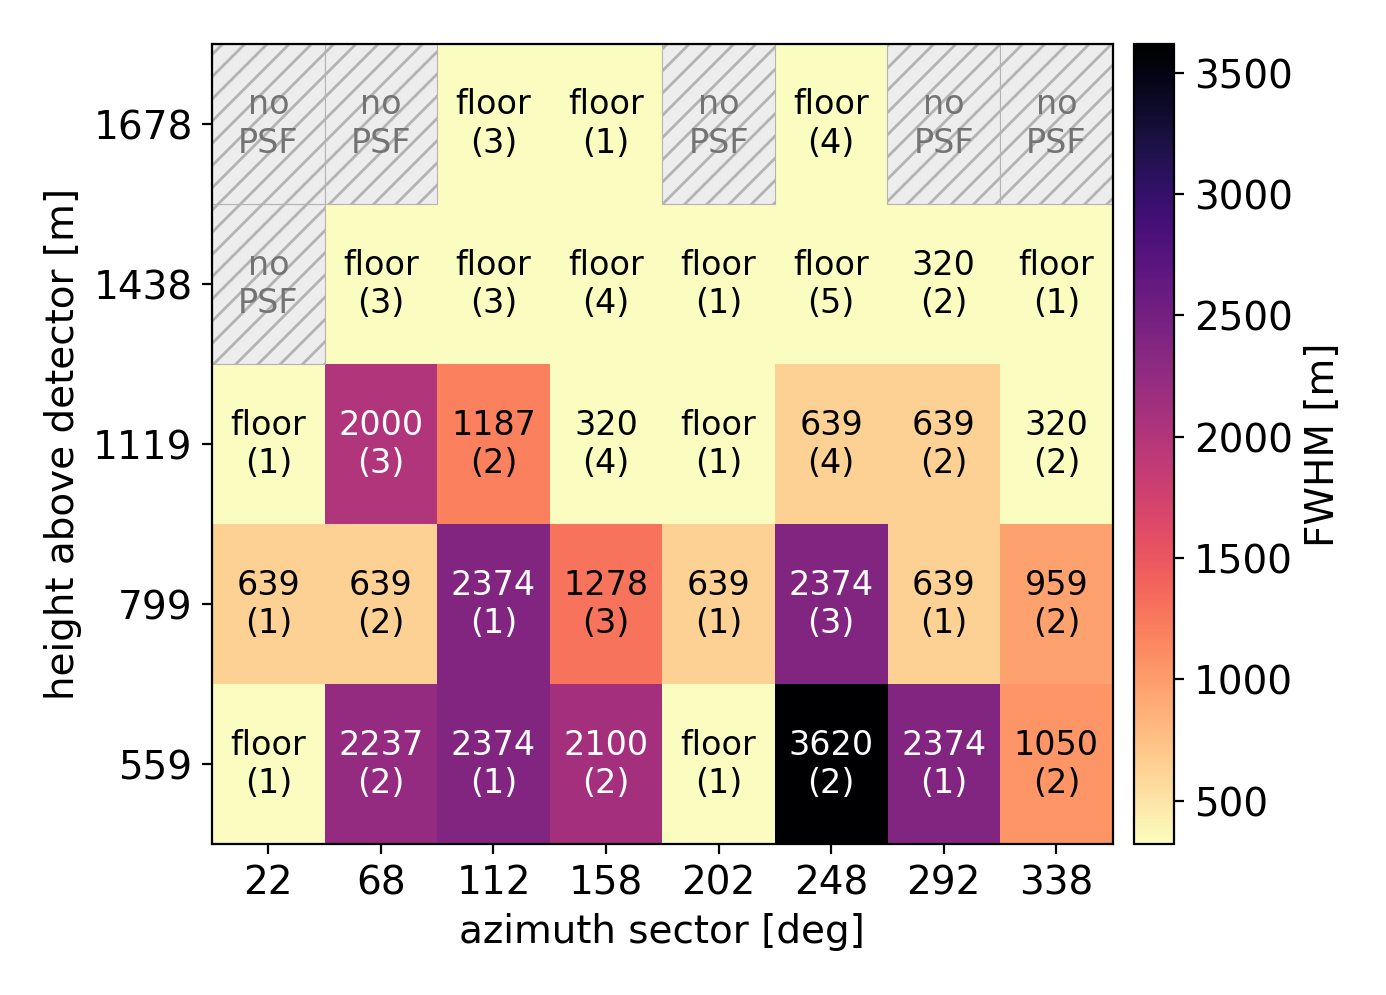 1678
no
PSF
no
PSF
floor
(3)
floor
(1)
no
PSF
floor
(4)
no
PSF
no
PSF
1438
no
PSF
floor
(3)
floor
(3)
floor
(4)
floor
(1)
floor
(5)
320
(2)
floor
(1)
1119
floor
(1)
2000
(3)
1187
(2)
320
(4)
floor
(1)
639
(4)
639
(2)
320
(2)
799
639
(1)
639
(2)
2374
(1)
1278
(3)
639
(1)
2374
(3)
639
(1)
959
(2)
559
floor
(1)
2237
(2)
2374
(1)
2100
(2)
floor
(1)
3620
(2)
2374
(1)
1050
(2)
22 68 112 158 202 248 292 338
azimuth sector [deg]
height above detector [m]
3500
3000
2500
2000
1500
1000
500
FWHM [m]